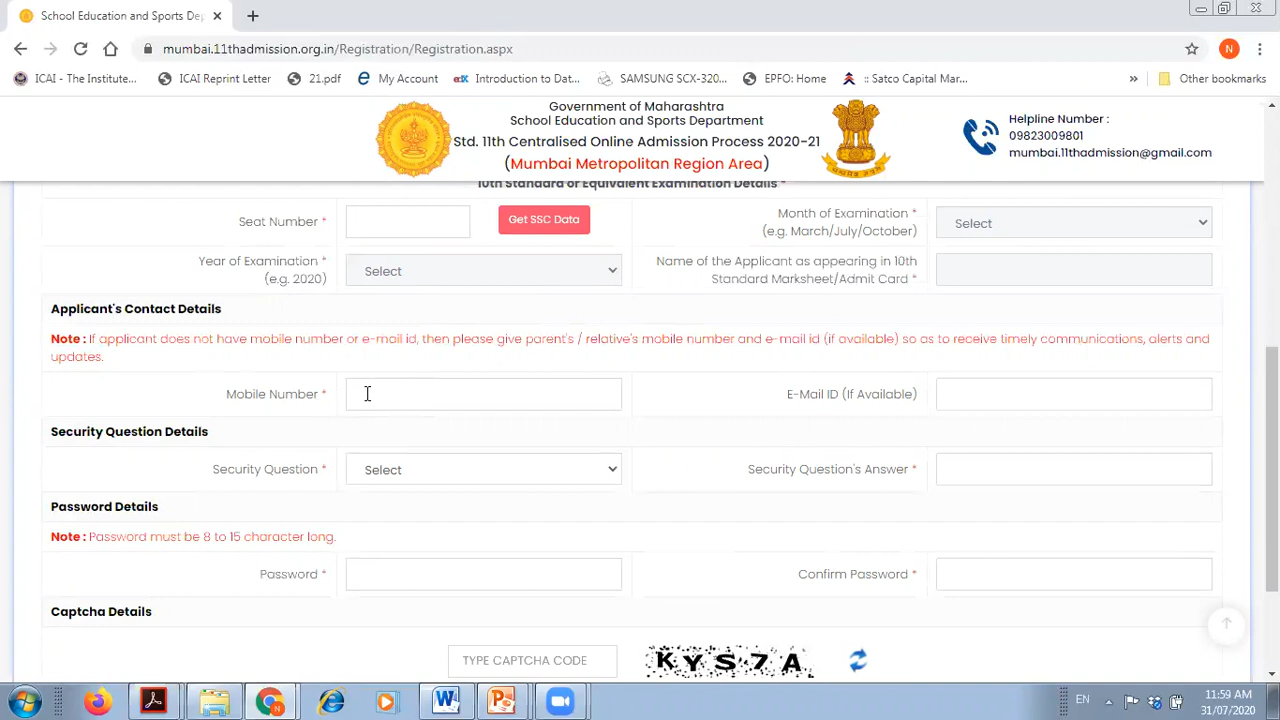 School Education and Sports De
mumbai.11thadmission.org.in/Registration/Registration.aspx
N
ICAI - The Institute...
ICAI Reprint Letter
21.pdf
My Account
Introduction to Dat...
SAMSUNG SCX-320...
EPFO: Home
:: Satco Capital Mar...
»
Other bookmarks
Government of Maharashtra
School Education and Sports Department
Std. 11th Centralised Online Admission Process 2020-21
(Mumbai Metropolitan Region Area)
Helpline Number :
09823009801
mumbai.11thadmission@gmail.com
10th Standard or Equivalent Examination Details *
Seat Number *
Get SSC Data
Month of Examination *
(e.g. March/July/October)
Select
Year of Examination *
(e.g. 2020)
Select
Name of the Applicant as appearing in 10th
Standard Marksheet/Admit Card *
Applicant's Contact Details
Note : If applicant does not have mobile number or e-mail id, then please give parent's / relative's mobile number and e-mail id (if available) so as to receive timely communications, alerts and
updates.
Mobile Number *
E-Mail ID (If Available)
Security Question Details
Security Question *
Select
Security Question's Answer *
Password Details
Note : Password must be 8 to 15 character long.
Password *
Confirm Password *
Captcha Details
TYPE CAPTCHA CODE
KYS7A
EN
11:59 AM
31/07/2020